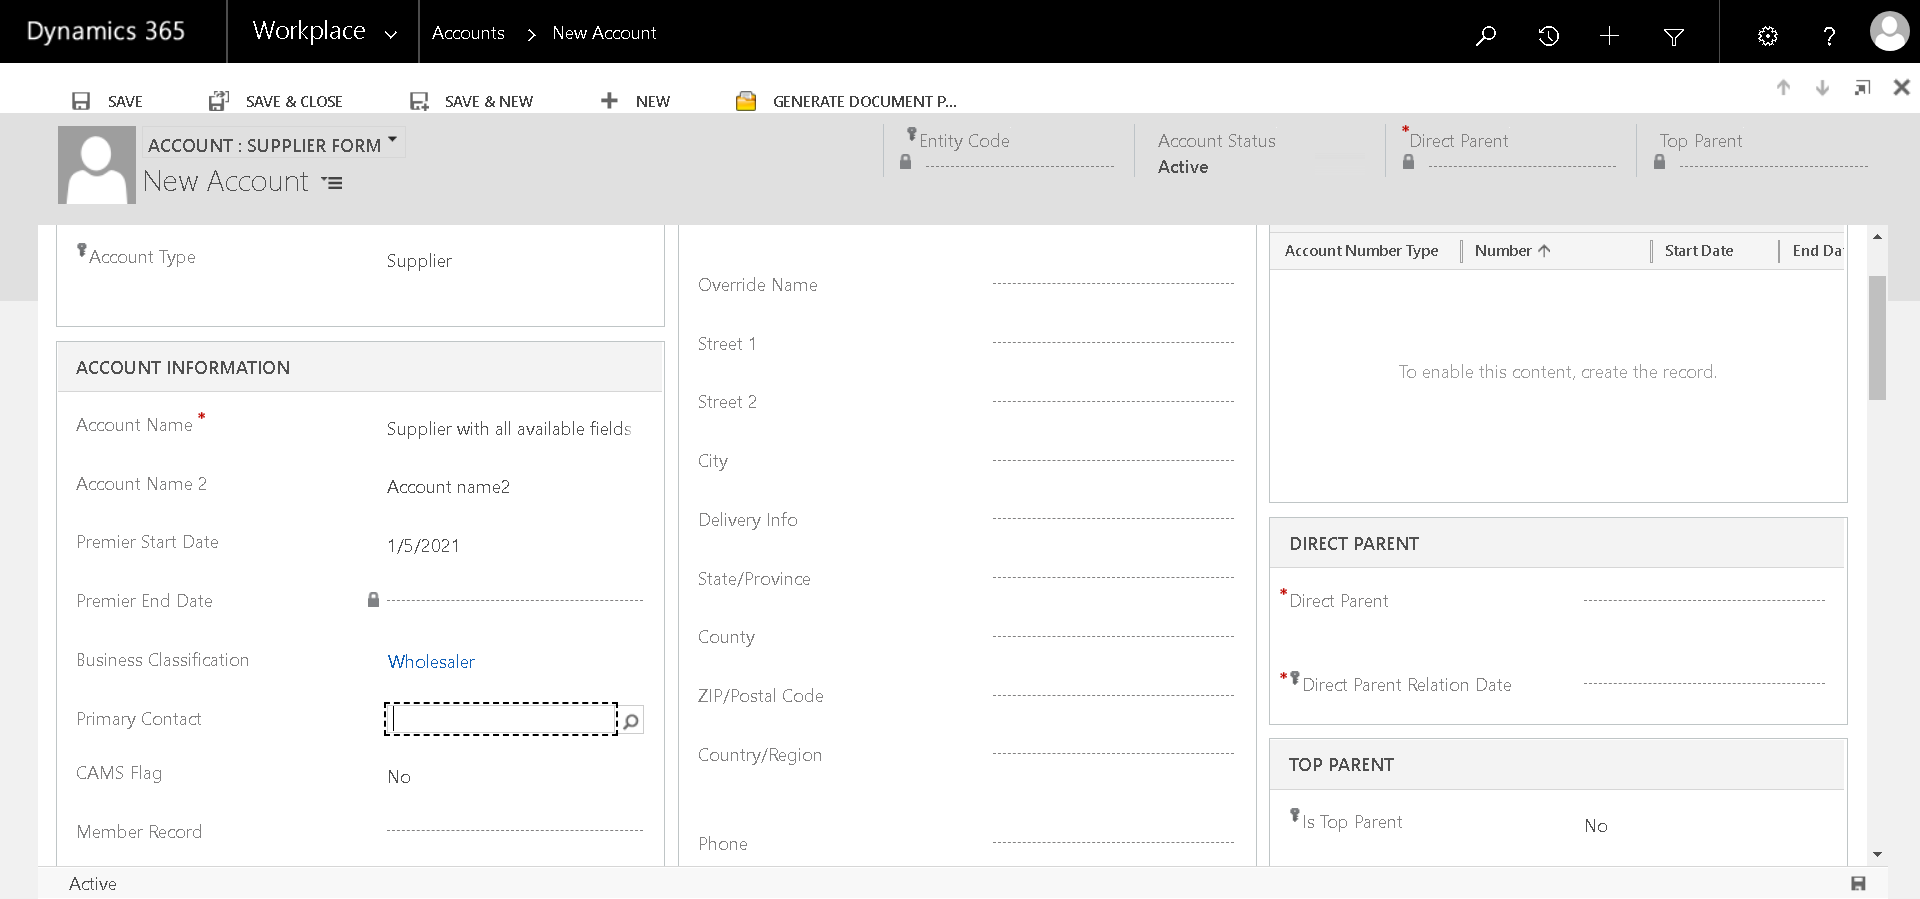 Dynamics 365
Workplace
Accounts > New Account
?
SAVE
SAVE & CLOSE
SAVE & NEW
NEW
GENERATE DOCUMENT P...
ACCOUNT : SUPPLIER FORM
New Account
Entity Code
Account Status
Active
* Direct Parent
Top Parent
Account Type
Supplier
ACCOUNT INFORMATION
Account Name *
Supplier with all available fields
Account Name 2
Account name2
Premier Start Date
1/5/2021
Premier End Date
Business Classification
Wholesaler
Primary Contact
CAMS Flag
No
Member Record
Override Name
Street 1
Street 2
City
Delivery Info
State/Province
County
ZIP/Postal Code
Country/Region
Phone
Account Number Type
Number
Start Date
End Da
To enable this content, create the record.
DIRECT PARENT
* Direct Parent
* Direct Parent Relation Date
TOP PARENT
Is Top Parent
No
Active